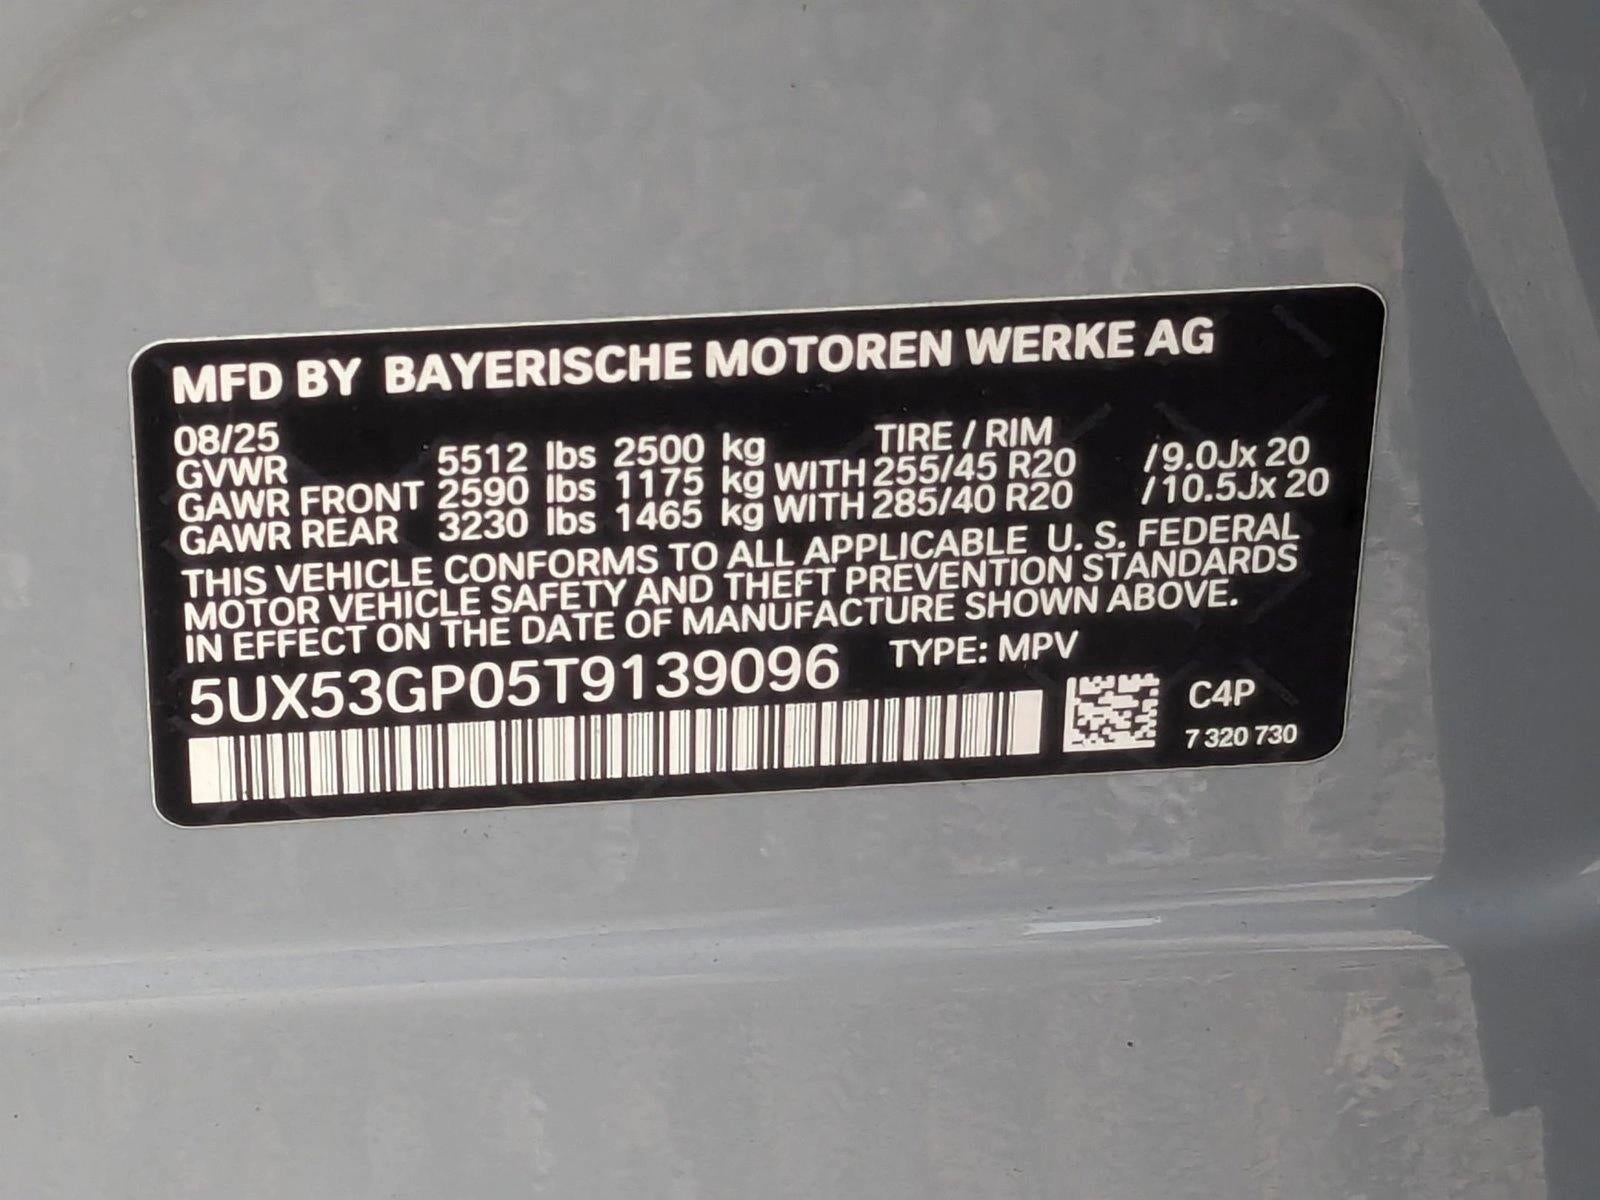 MFD BY BAYERISCHE MOTOREN WERKE AG
08/25 TIRE / RIM
GVWR 5512 lbs 2500 kg
GAWR FRONT 2590 lbs 1175 kg WITH 255/45 R20 /9.0Jx 20
GAWR REAR 3230 lbs 1465 kg WITH 285/40 R20 /10.5Jx 20
THIS VEHICLE CONFORMS TO ALL APPLICABLE U. S. FEDERAL
MOTOR VEHICLE SAFETY AND THEFT PREVENTION STANDARDS
IN EFFECT ON THE DATE OF MANUFACTURE SHOWN ABOVE.
5UX53GP05T9139096 TYPE: MPV
C4P
7 320 730